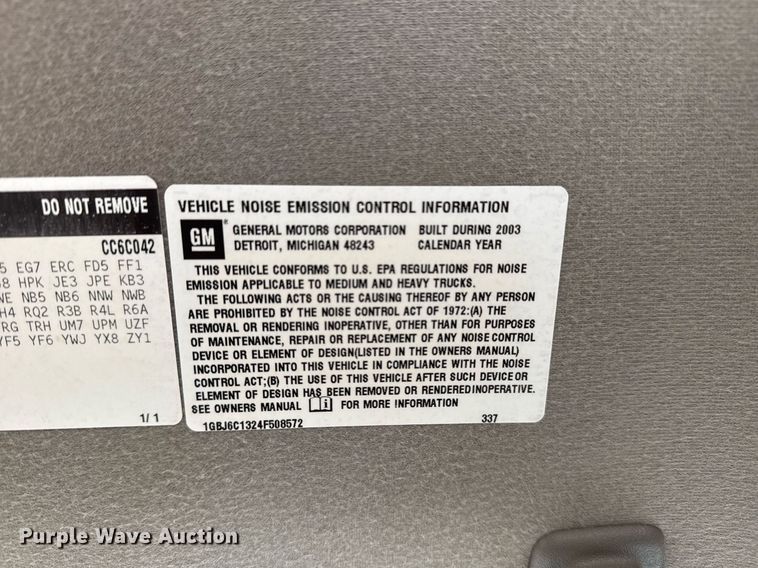 DO NOT REMOVE
CC6C042
5 EG7 ERC FD5 FF1
8 HPK JE3 JPE KB3
WE NB5 NB6 NNW NWB
H4 RQ2 R3B R4L R6A
TRG TRH UM7 UPM UZF
YF5 YF6 YWJ YX8 ZY1
1/ 1
VEHICLE NOISE EMISSION CONTROL INFORMATION
GM
GENERAL MOTORS CORPORATION BUILT DURING 2003
DETROIT, MICHIGAN 48243 CALENDAR YEAR
THIS VEHICLE CONFORMS TO U.S. EPA REGULATIONS FOR NOISE
EMISSION APPLICABLE TO MEDIUM AND HEAVY TRUCKS.
THE FOLLOWING ACTS OR THE CAUSING THEREOF BY ANY PERSON
ARE PROHIBITED BY THE NOISE CONTROL ACT OF 1972:(A) THE
REMOVAL OR RENDERING INOPERATIVE, OTHER THAN FOR PURPOSES
OF MAINTENANCE, REPAIR OR REPLACEMENT OF ANY NOISE CONTROL
DEVICE OR ELEMENT OF DESIGN(LISTED IN THE OWNERS MANUAL)
INCORPORATED INTO THIS VEHICLE IN COMPLIANCE WITH THE NOISE
CONTROL ACT;(B) THE USE OF THIS VEHICLE AFTER SUCH DEVICE OR
ELEMENT OF DESIGN HAS BEEN REMOVED OR RENDERED INOPERATIVE.
SEE OWNERS MANUAL i FOR MORE INFORMATION
1GBJ6C1324F508572 337
Purple Wave Auction